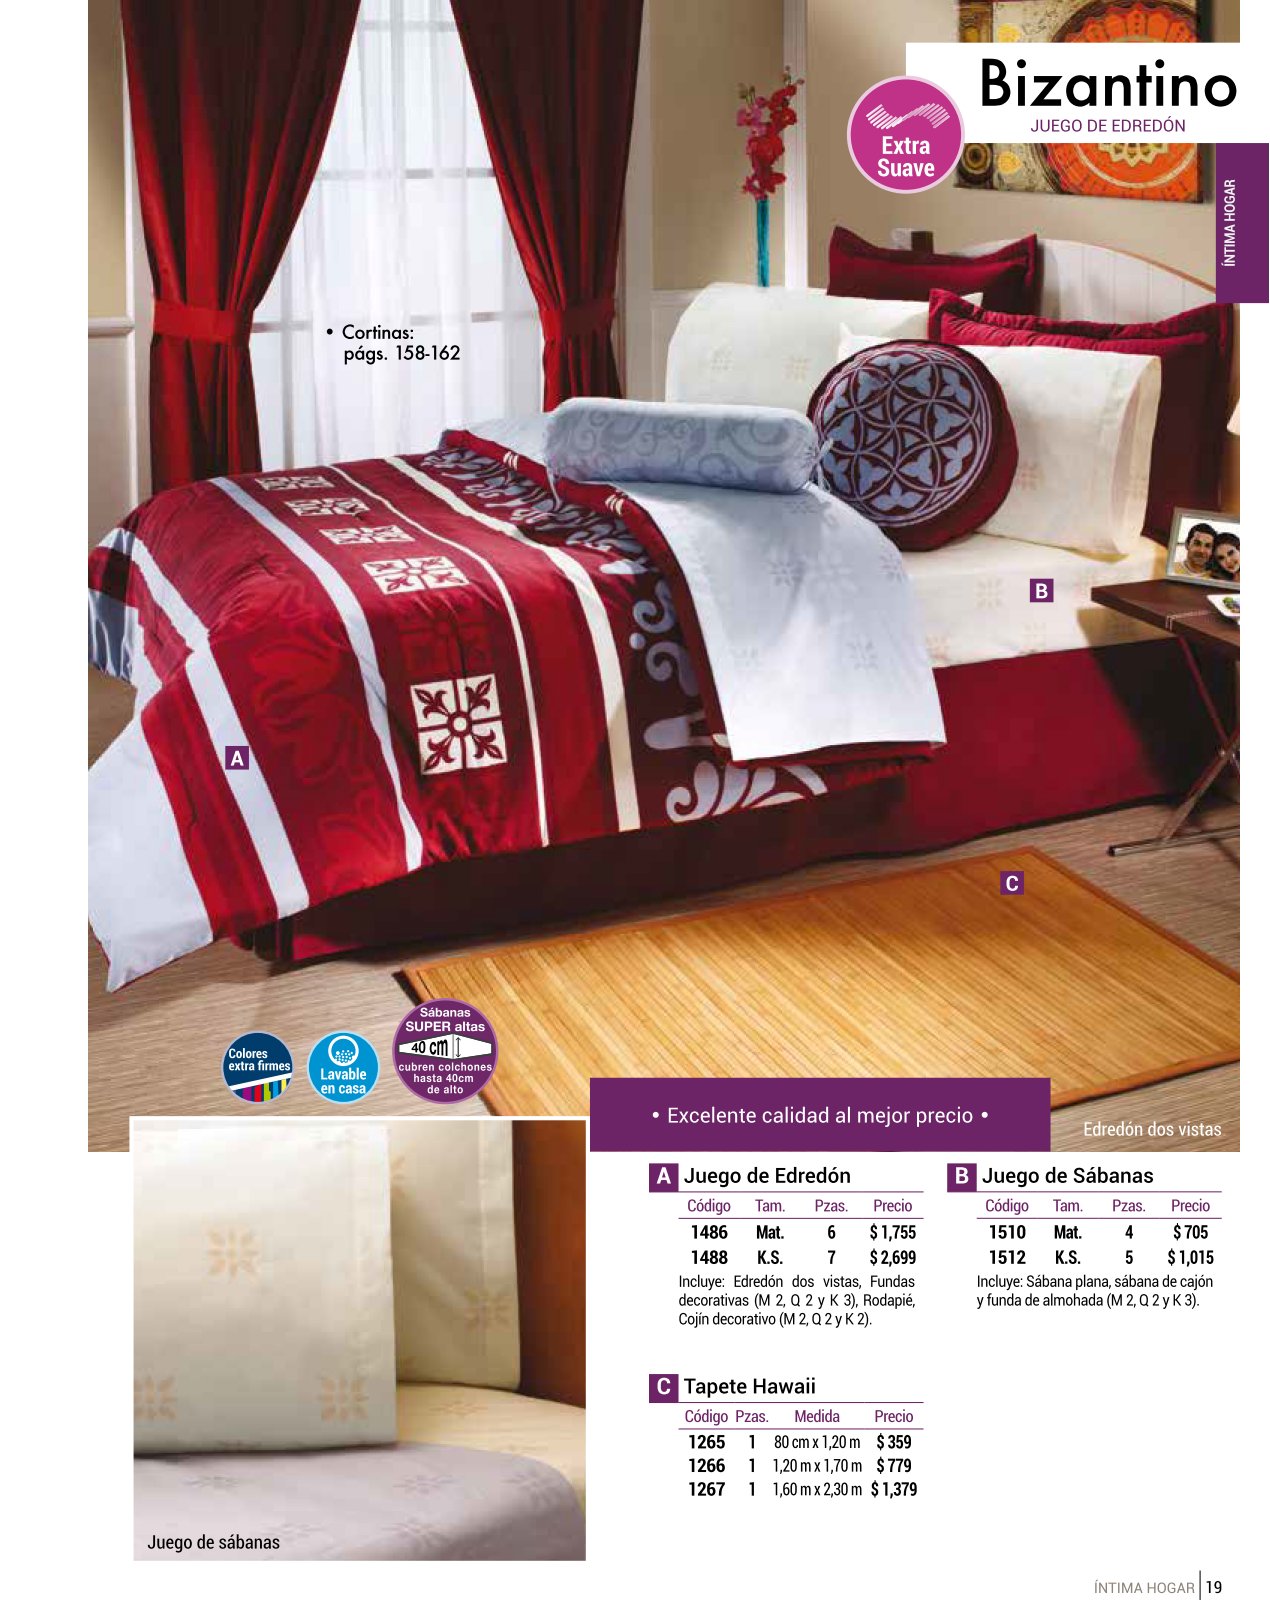 Bizantino
JUEGO DE EDREDÓN
Extra
Suave
ÍNTIMA HOGAR
• Cortinas:
págs. 158-162
B
A
C
Colores
extra firmes
Lavable
en casa
Sábanas
SUPER altas
40 cm
cubren colchones
hasta 40cm
de alto
• Excelente calidad al mejor precio •
Edredón dos vistas
A Juego de Edredón
Código Tam. Pzas. Precio
1486 Mat. 6 $ 1,755
1488 K.S. 7 $ 2,699
Incluye: Edredón dos vistas, Fundas
decorativas (M 2, Q 2 y K 3), Rodapié,
Cojín decorativo (M 2, Q 2 y K 2).
B Juego de Sábanas
Código Tam. Pzas. Precio
1510 Mat. 4 $ 705
1512 K.S. 5 $ 1,015
Incluye: Sábana plana, sábana de cajón
y funda de almohada (M 2, Q 2 y K 3).
C Tapete Hawaii
Código Pzas. Medida Precio
1265 1 80 cm x 1,20 m $ 359
1266 1 1,20 m x 1,70 m $ 779
1267 1 1,60 m x 2,30 m $ 1,379
Juego de sábanas
ÍNTIMA HOGAR 19